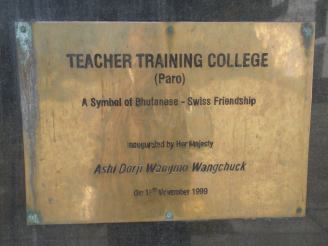 TEACHER TRAINING COLLEGE
(Paro)
A Symbol of Bhutanese - Swiss Friendship
Inaugurated by Her Majesty
Ashi Dorji Wangmo Wangchuck
On 15th November 1999